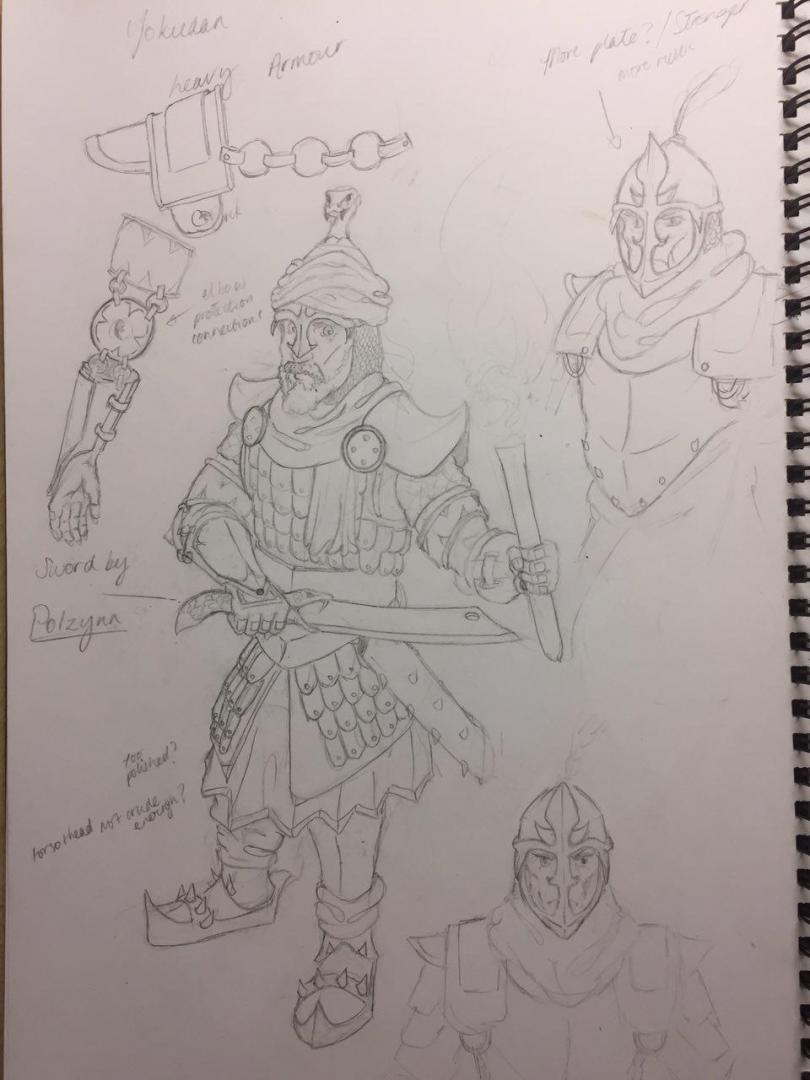 Yokudan
heavy Armour
More plate? / Stronger
more
elbow
protection
connections
Sword by
Polzynn
too
polished?
torso/head not crude
enough?